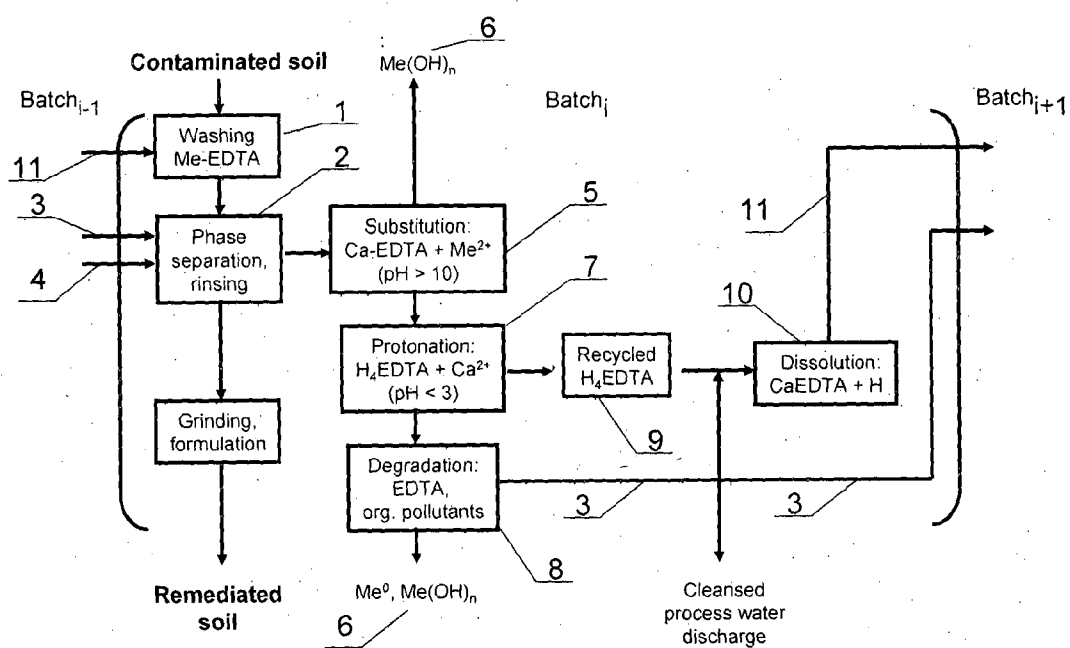 6
Contaminated soil
Me(OH)n
Batchi-1
Batchi
Batchi+1
1
Washing
Me-EDTA
11
2
3
Phase
separation,
rinsing
4
Substitution:
Ca-EDTA + Me2+
(pH > 10)
5
11
7
10
Protonation:
H4EDTA + Ca2+
(pH < 3)
Recycled
H4EDTA
Dissolution:
CaEDTA + H
Grinding,
formulation
9
Degradation:
EDTA,
org. pollutants
3
3
8
Remediated
soil
Me0, Me(OH)n
6
Cleansed
process water
discharge